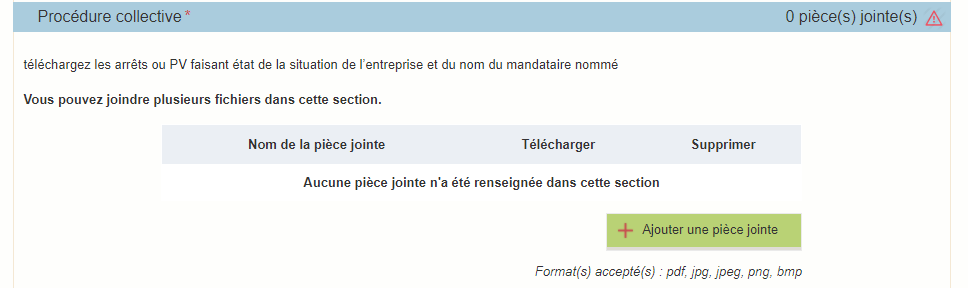 Procédure collective * 0 pièce(s) jointe(s)
téléchargez les arrêts ou PV faisant état de la situation de l'entreprise et du nom du mandataire nommé
Vous pouvez joindre plusieurs fichiers dans cette section.
Nom de la pièce jointe Télécharger Supprimer
Aucune pièce jointe n'a été renseignée dans cette section
Ajouter une pièce jointe
Format(s) accepté(s) : pdf, jpg, jpeg, png, bmp